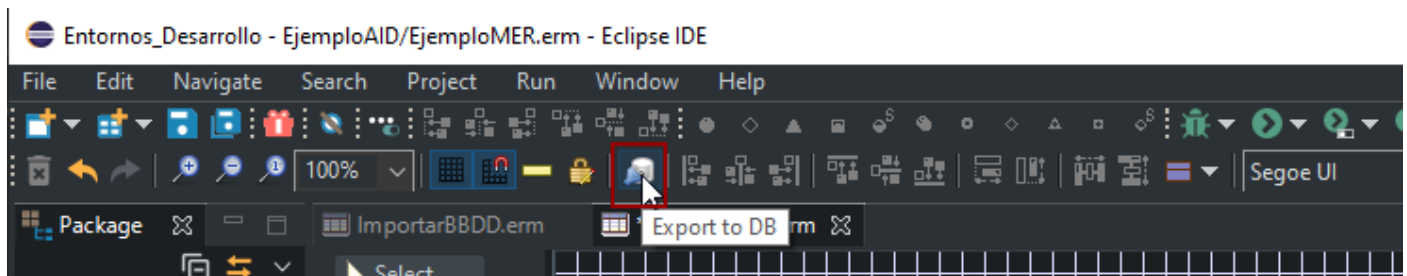 Entornos_Desarrollo - EjemploAID/EjemploMER.erm - Eclipse IDE
File Edit Navigate Search Project Run Window Help
100% Segoe UI
Package ImportarBBDD.erm * Export to DB rm
Select